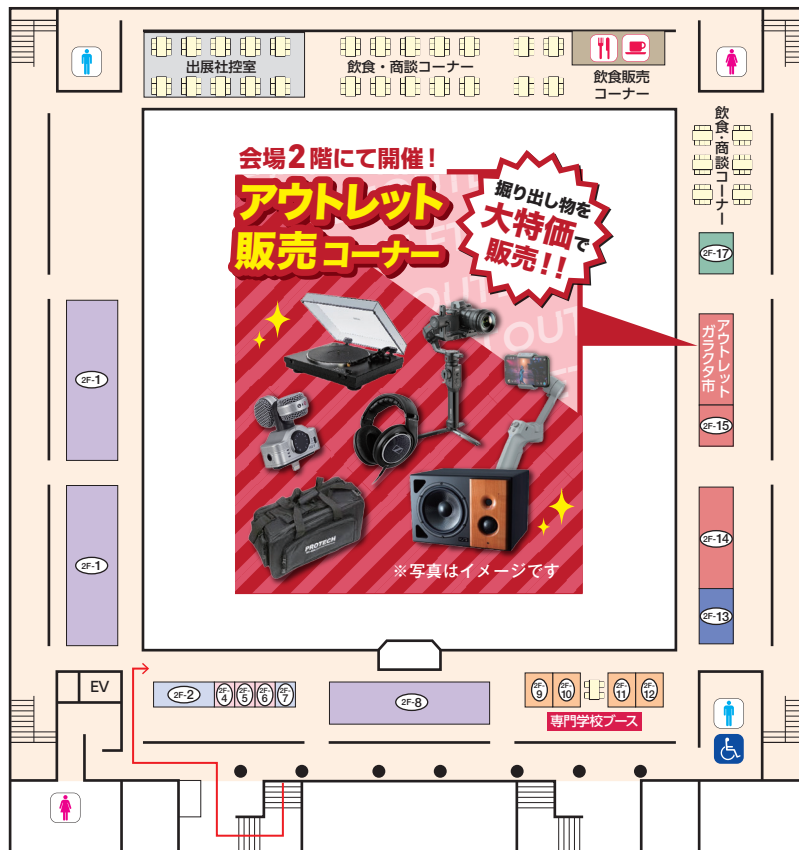 出展社控室
飲食・商談コーナー
飲食販売
コーナー
飲食・商談コーナー
会場2階にて開催！
アウトレット
販売コーナー
掘り出し物を
大特価で
販売!!
OUTLET
OUT
PROTECH
※写真はイメージです
2F-17
アウトレット
ガラクタ市
2F-15
2F-14
2F-13
2F-1
2F-1
EV
2F-2
2F-4
2F-5
2F-6
2F-7
2F-8
2F-9
2F-10
2F-11
2F-12
専門学校ブース